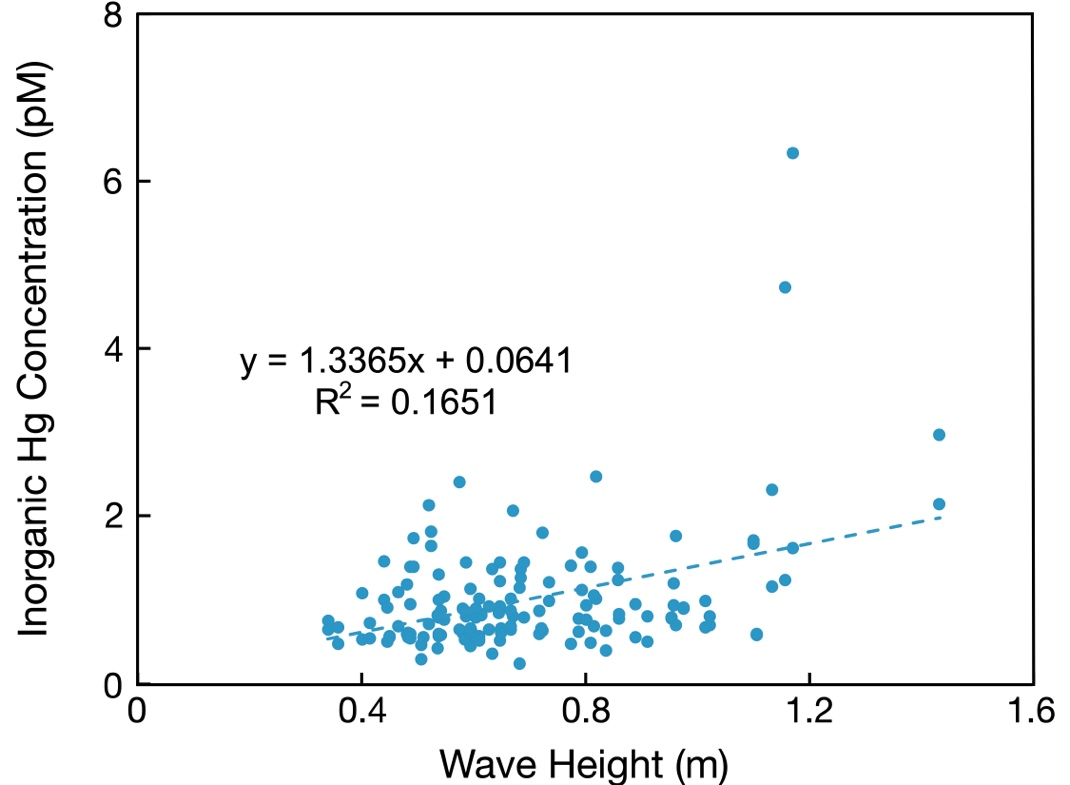 Inorganic Hg Concentration (pM)
8
6
4
2
0
y = 1.3365x + 0.0641
R² = 0.1651
0 0.4 0.8 1.2 1.6
Wave Height (m)